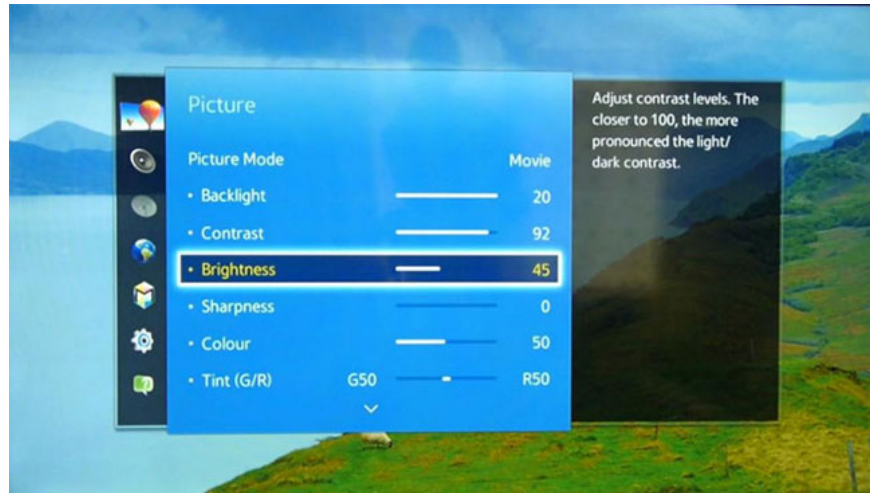 Picture
Picture Mode Movie
• Backlight 20
• Contrast 92
• Brightness 45
• Sharpness 0
• Colour 50
• Tint (G/R) G50 R50
Adjust contrast levels. The
closer to 100, the more
pronounced the light/
dark contrast.